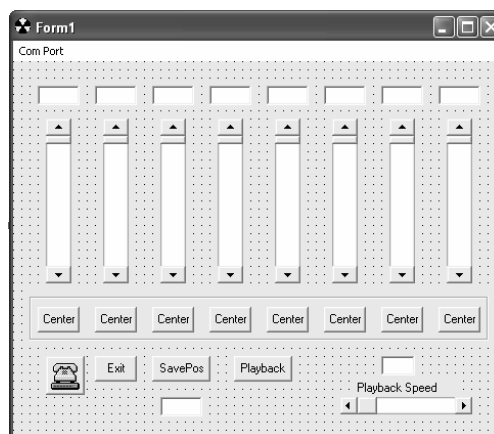 Form1
Com Port
Center Center Center Center Center Center Center Center
Exit SavePos Playback
Playback Speed